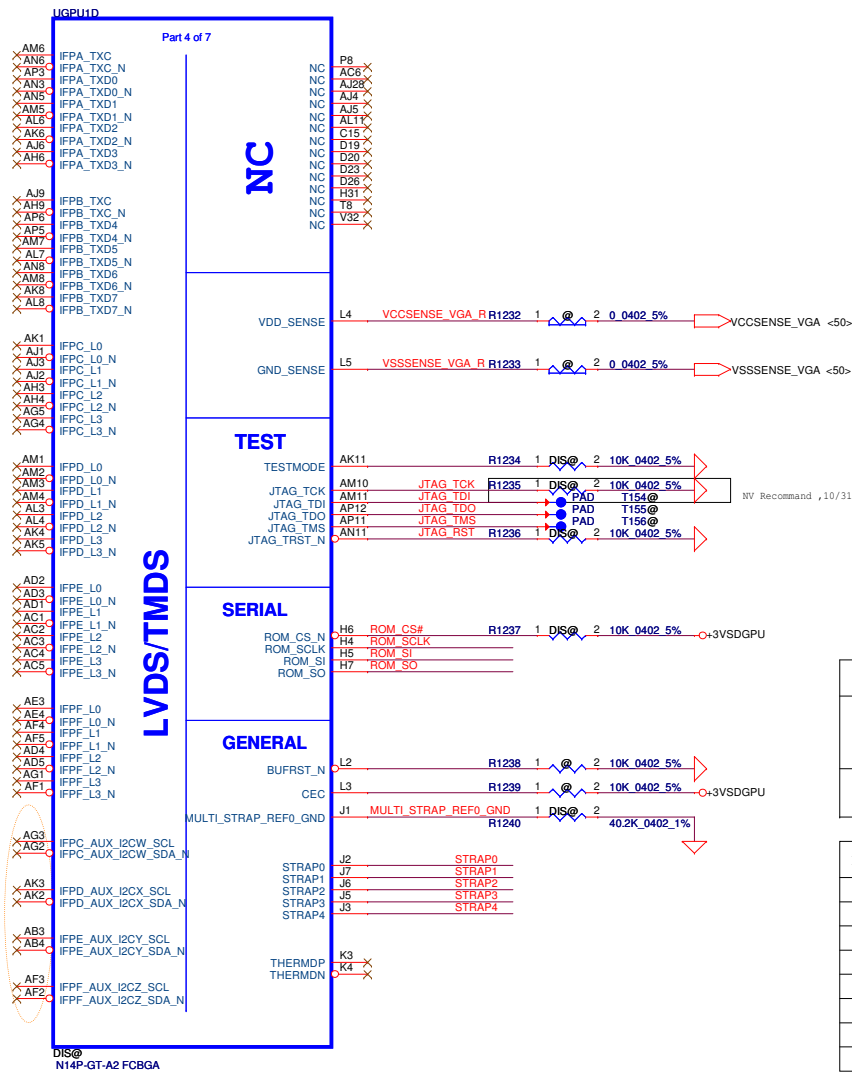 UGPU1D
Part 4 of 7
AM6 IFPA_TXC
AN6 IFPA_TXC_N
AP3 IFPA_TXD0
AN3 IFPA_TXD0_N
AN5 IFPA_TXD1
AM5 IFPA_TXD1_N
AL6 IFPA_TXD2
AK6 IFPA_TXD2_N
AJ6 IFPA_TXD3
AH6 IFPA_TXD3_N
AJ9 IFPB_TXC
AH9 IFPB_TXC_N
AP6 IFPB_TXD4
AP5 IFPB_TXD4_N
AM7 IFPB_TXD5
AL7 IFPB_TXD5_N
AN8 IFPB_TXD6
AM8 IFPB_TXD6_N
AK8 IFPB_TXD7
AL8 IFPB_TXD7_N
AK1 IFPC_L0
AJ1 IFPC_L0_N
AJ3 IFPC_L1
AJ2 IFPC_L1_N
AH3 IFPC_L2
AH4 IFPC_L2_N
AG5 IFPC_L3
AG4 IFPC_L3_N
AM1 IFPD_L0
AM2 IFPD_L0_N
AM3 IFPD_L1
AM4 IFPD_L1_N
AL3 IFPD_L2
AL4 IFPD_L2_N
AK4 IFPD_L3
AK5 IFPD_L3_N
AD2 IFPE_L0
AD3 IFPE_L0_N
AD1 IFPE_L1
AC1 IFPE_L1_N
AC2 IFPE_L2
AC3 IFPE_L2_N
AC4 IFPE_L3
AC5 IFPE_L3_N
AE3 IFPF_L0
AE4 IFPF_L0_N
AF4 IFPF_L1
AF5 IFPF_L1_N
AD4 IFPF_L2
AD5 IFPF_L2_N
AG1 IFPF_L3
AF1 IFPF_L3_N
AG3 IFPC_AUX_I2CW_SCL
AG2 IFPC_AUX_I2CW_SDA_N
AK3 IFPD_AUX_I2CX_SCL
AK2 IFPD_AUX_I2CX_SDA_N
AB3 IFPE_AUX_I2CY_SCL
AB4 IFPE_AUX_I2CY_SDA_N
AF3 IFPF_AUX_I2CZ_SCL
AF2 IFPF_AUX_I2CZ_SDA_N
LVDS/TMDS
NC
NC P8
NC AC6
NC AJ28
NC AJ4
NC AJ5
NC AL11
NC C15
NC D19
NC D20
NC D23
NC D26
NC H31
NC T8
NC V32
VDD_SENSE L4 VCCSENSE_VGA_R R1232 1 @ 2 0_0402_5% VCCSENSE_VGA <50>
GND_SENSE L5 VSSSENSE_VGA_R R1233 1 @ 2 0_0402_5% VSSSENSE_VGA <50>
TEST
TESTMODE AK11 R1234 1 DIS@ 2 10K_0402_5%
JTAG_TCK AM10 JTAG_TCK R1235 1 DIS@ 2 10K_0402_5%
JTAG_TDI AM11 JTAG_TDI PAD T154@
NV Recommand ,10/31
JTAG_TDO AP12 JTAG_TDO PAD T155@
JTAG_TMS AP11 JTAG_TMS PAD T156@
JTAG_TRST_N AN11 JTAG_RST R1236 1 DIS@ 2 10K_0402_5%
SERIAL
ROM_CS_N H6 ROM_CS# R1237 1 DIS@ 2 10K_0402_5% +3VSDGPU
ROM_SCLK H4 ROM_SCLK
ROM_SI H5 ROM_SI
ROM_SO H7 ROM_SO
GENERAL
BUFRST_N L2 R1238 1 @ 2 10K_0402_5%
CEC L3 R1239 1 @ 2 10K_0402_5% +3VSDGPU
MULTI_STRAP_REF0_GND J1 MULTI_STRAP_REF0_GND R1240 1 DIS@ 2 40.2K_0402_1%
STRAP0 J2 STRAP0
STRAP1 J7 STRAP1
STRAP2 J6 STRAP2
STRAP3 J5 STRAP3
STRAP4 J3 STRAP4
THERMDP K3
THERMDN K4
DIS@
N14P-GT-A2 FCBGA